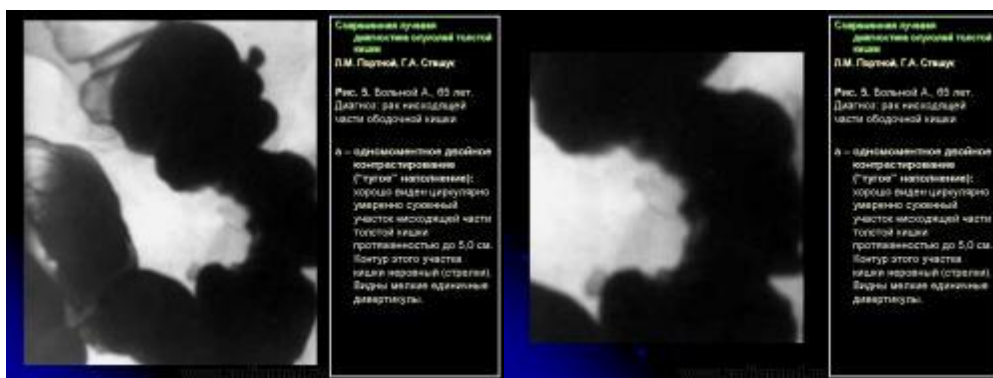 Современная лучевая
диагностика опухолей толстой
кишки
Л.М. Портной, Г.А. Сташук
Рис. 5. Больной А., 65 лет.
Диагноз: рак нисходящей
части ободочной кишки
а – одномоментное двойное
контрастирование
("тугое" наполнение):
хорошо виден циркулярно
умеренно суженный
участок нисходящей части
толстой кишки
протяженностью до 5,0 см.
Контур этого участка
кишки неровный (стрелки).
Видны мелкие единичные
дивертикулы.
Современная лучевая
диагностика опухолей толстой
кишки
Л.М. Портной, Г.А. Сташук
Рис. 5. Больной А., 65 лет.
Диагноз: рак нисходящей
части ободочной кишки
а – одномоментное двойное
контрастирование
("тугое" наполнение):
хорошо виден циркулярно
умеренно суженный
участок нисходящей части
толстой кишки
протяженностью до 5,0 см.
Контур этого участка
кишки неровный (стрелки).
Видны мелкие единичные
дивертикулы.